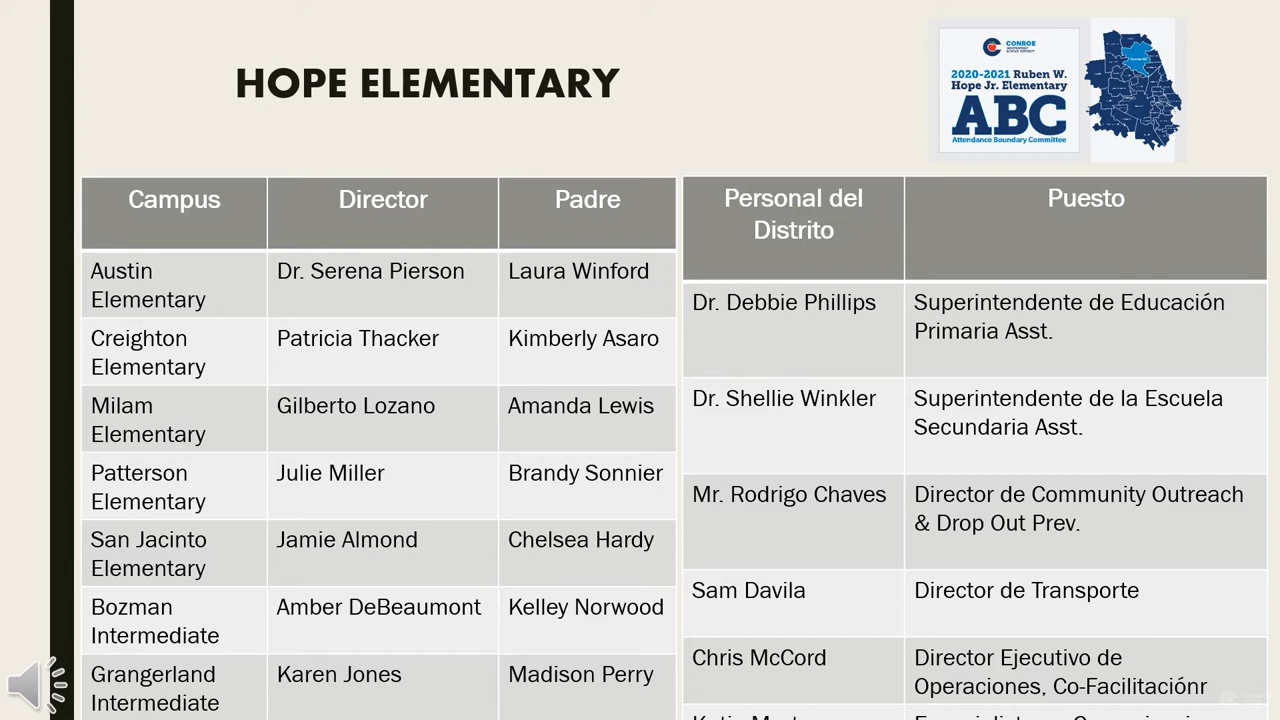 HOPE ELEMENTARY
CONROE
2020-2021 Ruben W.
Hope Jr. Elementary
ABC
Attendance Boundary Committee
Campus Director Padre
Austin Elementary Dr. Serena Pierson Laura Winford
Creighton Elementary Patricia Thacker Kimberly Asaro
Milam Elementary Gilberto Lozano Amanda Lewis
Patterson Elementary Julie Miller Brandy Sonnier
San Jacinto Elementary Jamie Almond Chelsea Hardy
Bozman Intermediate Amber DeBeaumont Kelley Norwood
Grangerland Intermediate Karen Jones Madison Perry
Personal del Distrito Puesto
Dr. Debbie Phillips Superintendente de Educación Primaria Asst.
Dr. Shellie Winkler Superintendente de la Escuela Secundaria Asst.
Mr. Rodrigo Chaves Director de Community Outreach & Drop Out Prev.
Sam Davila Director de Transporte
Chris McCord Director Ejecutivo de Operaciones, Co-Facilitaciónr